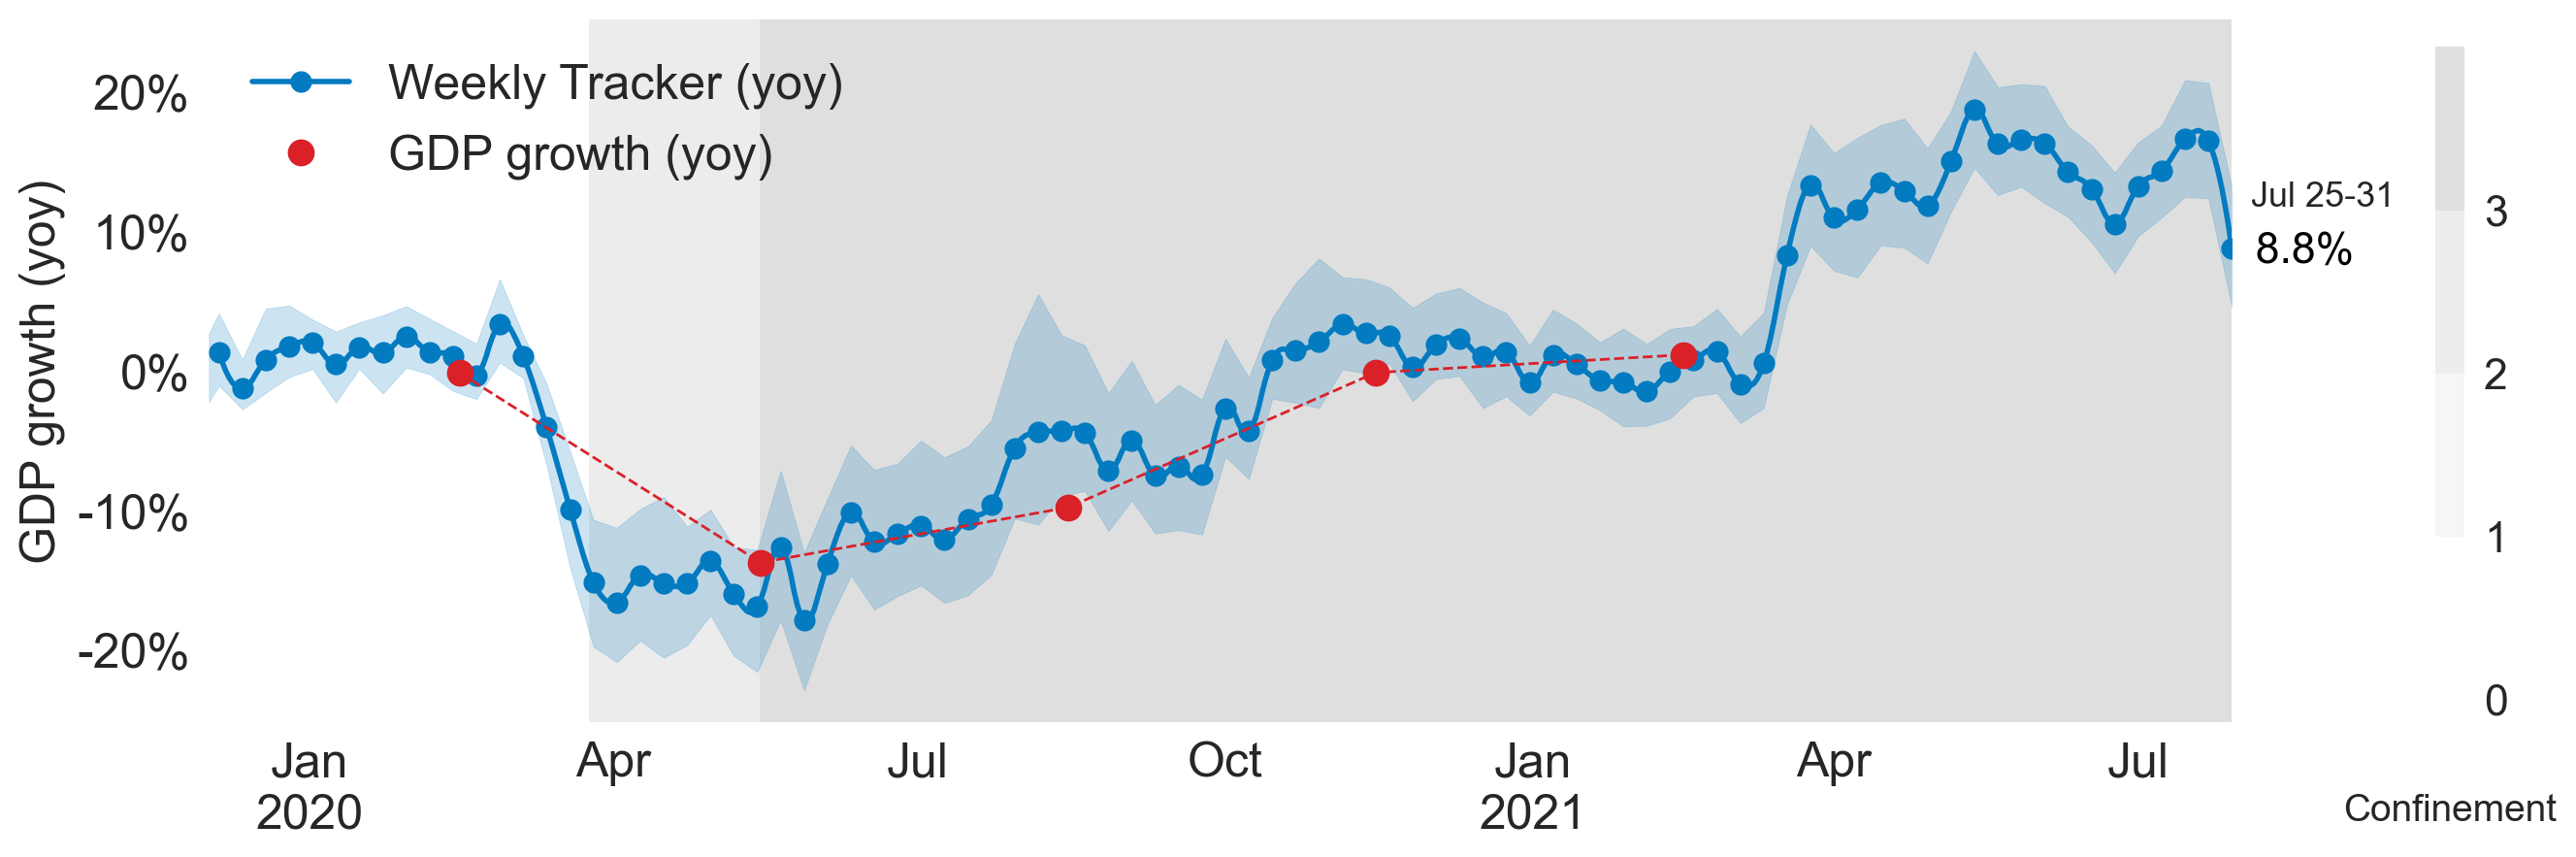 Weekly Tracker (yoy)
GDP growth (yoy)
GDP growth (yoy)
20%
10%
0%
-10%
-20%
Jan
2020
Apr
Jul
Oct
Jan
2021
Apr
Jul
Jul 25-31
8.8%
3
2
1
0
Confinement